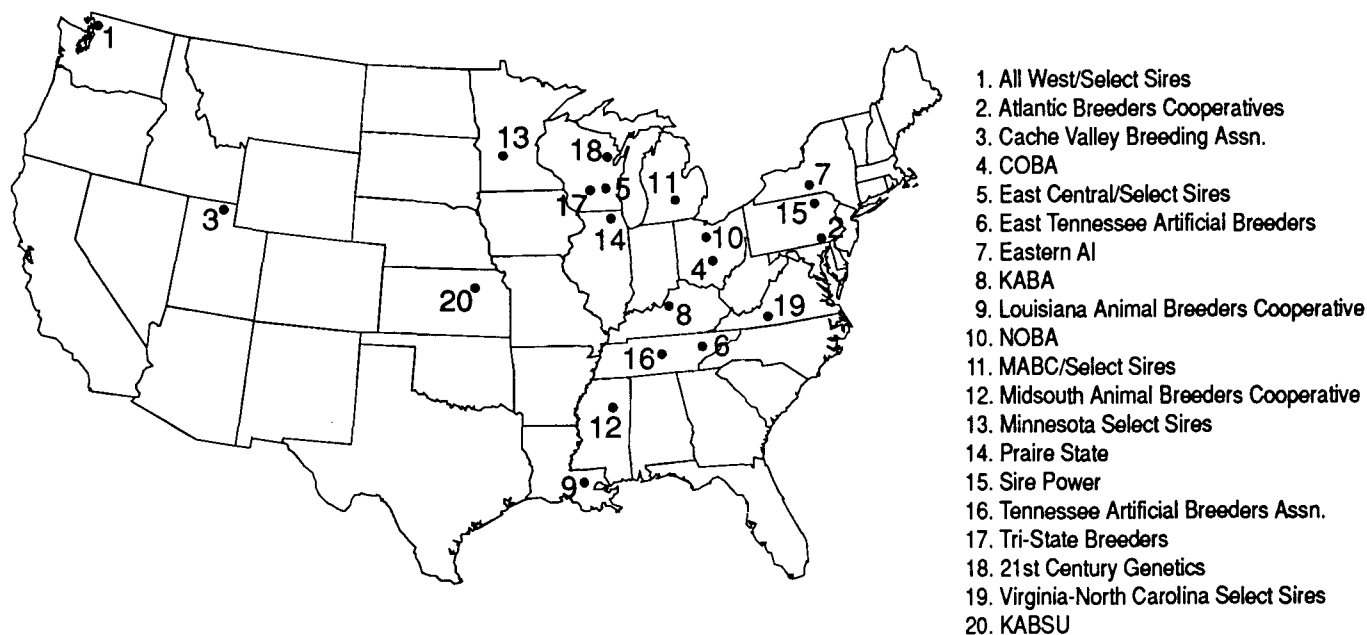 1
13
18
17
5
11
7
15
2
3
14
10
4
20
8
19
16
6
12
9
1. All West/Select Sires
2. Atlantic Breeders Cooperatives
3. Cache Valley Breeding Assn.
4. COBA
5. East Central/Select Sires
6. East Tennessee Artificial Breeders
7. Eastern AI
8. KABA
9. Louisiana Animal Breeders Cooperative
10. NOBA
11. MABC/Select Sires
12. Midsouth Animal Breeders Cooperative
13. Minnesota Select Sires
14. Praire State
15. Sire Power
16. Tennessee Artificial Breeders Assn.
17. Tri-State Breeders
18. 21st Century Genetics
19. Virginia-North Carolina Select Sires
20. KABSU